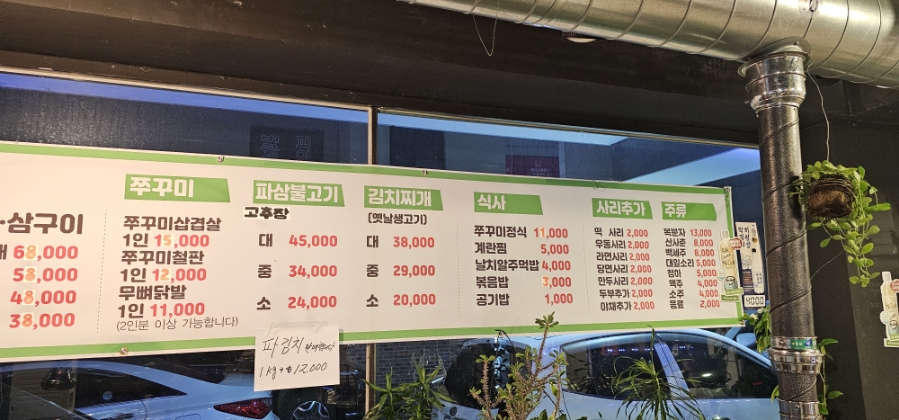 ·삼구이
대 68,000
58,000
48,000
38,000
쭈꾸미
쭈꾸미삼겹살
1인 15,000
쭈꾸미철판
1인 12,000
무뼈닭발
1인 11,000
(2인분 이상 가능합니다)
파삼불고기
고추장
대 45,000
중 34,000
소 24,000
파김치 판매합니다
1kg → 12,000
김치찌개
(옛날생고기)
대 38,000
중 29,000
소 20,000
식사
쭈꾸미정식 11,000
계란찜 5,000
날치알주먹밥 4,000
볶음밥 3,000
공기밥 1,000
사리추가
떡 사리 2,000
우동사리 2,000
라면사리 2,000
당면사리 2,000
만두사리 2,000
두부추가 2,000
야채추가 2,000
주류
복분자 13,000
산사춘 8,000
백세주 8,000
대잎소리 5,000
청하 5,000
맥주 4,000
소주 4,000
음료 2,000
4000